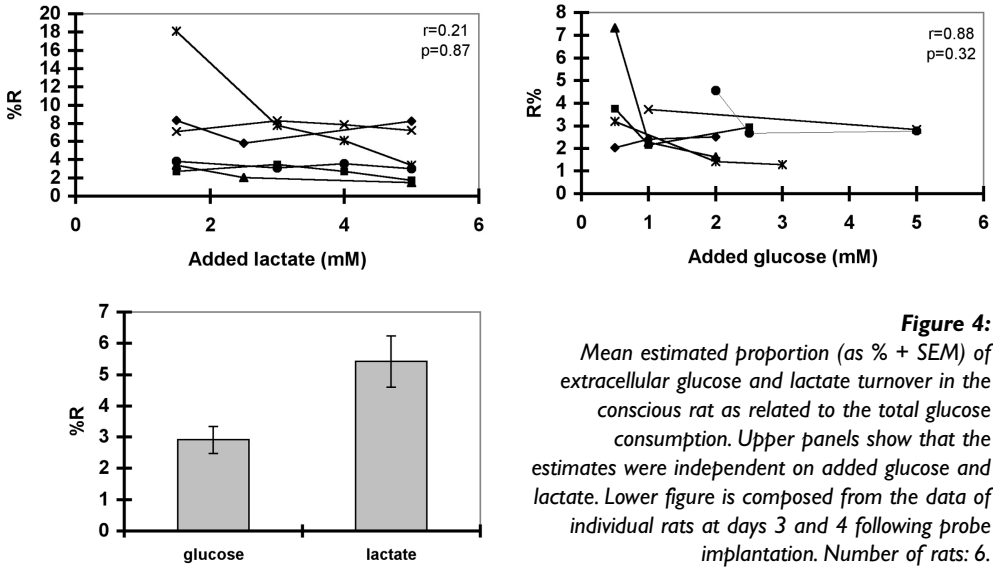 20
18
16
14
12
10
8
6
4
2
0
%R
r=0.21
p=0.87
0
2
4
6
Added lactate (mM)
8
7
6
5
4
3
2
1
0
R%
r=0.88
p=0.32
0
1
2
3
4
5
6
Added glucose (mM)
7
6
5
4
3
2
1
0
%R
glucose
lactate
Figure 4:
Mean estimated proportion (as % + SEM) of
extracellular glucose and lactate turnover in the
conscious rat as related to the total glucose
consumption. Upper panels show that the
estimates were independent on added glucose and
lactate. Lower figure is composed from the data of
individual rats at days 3 and 4 following probe
implantation. Number of rats: 6.